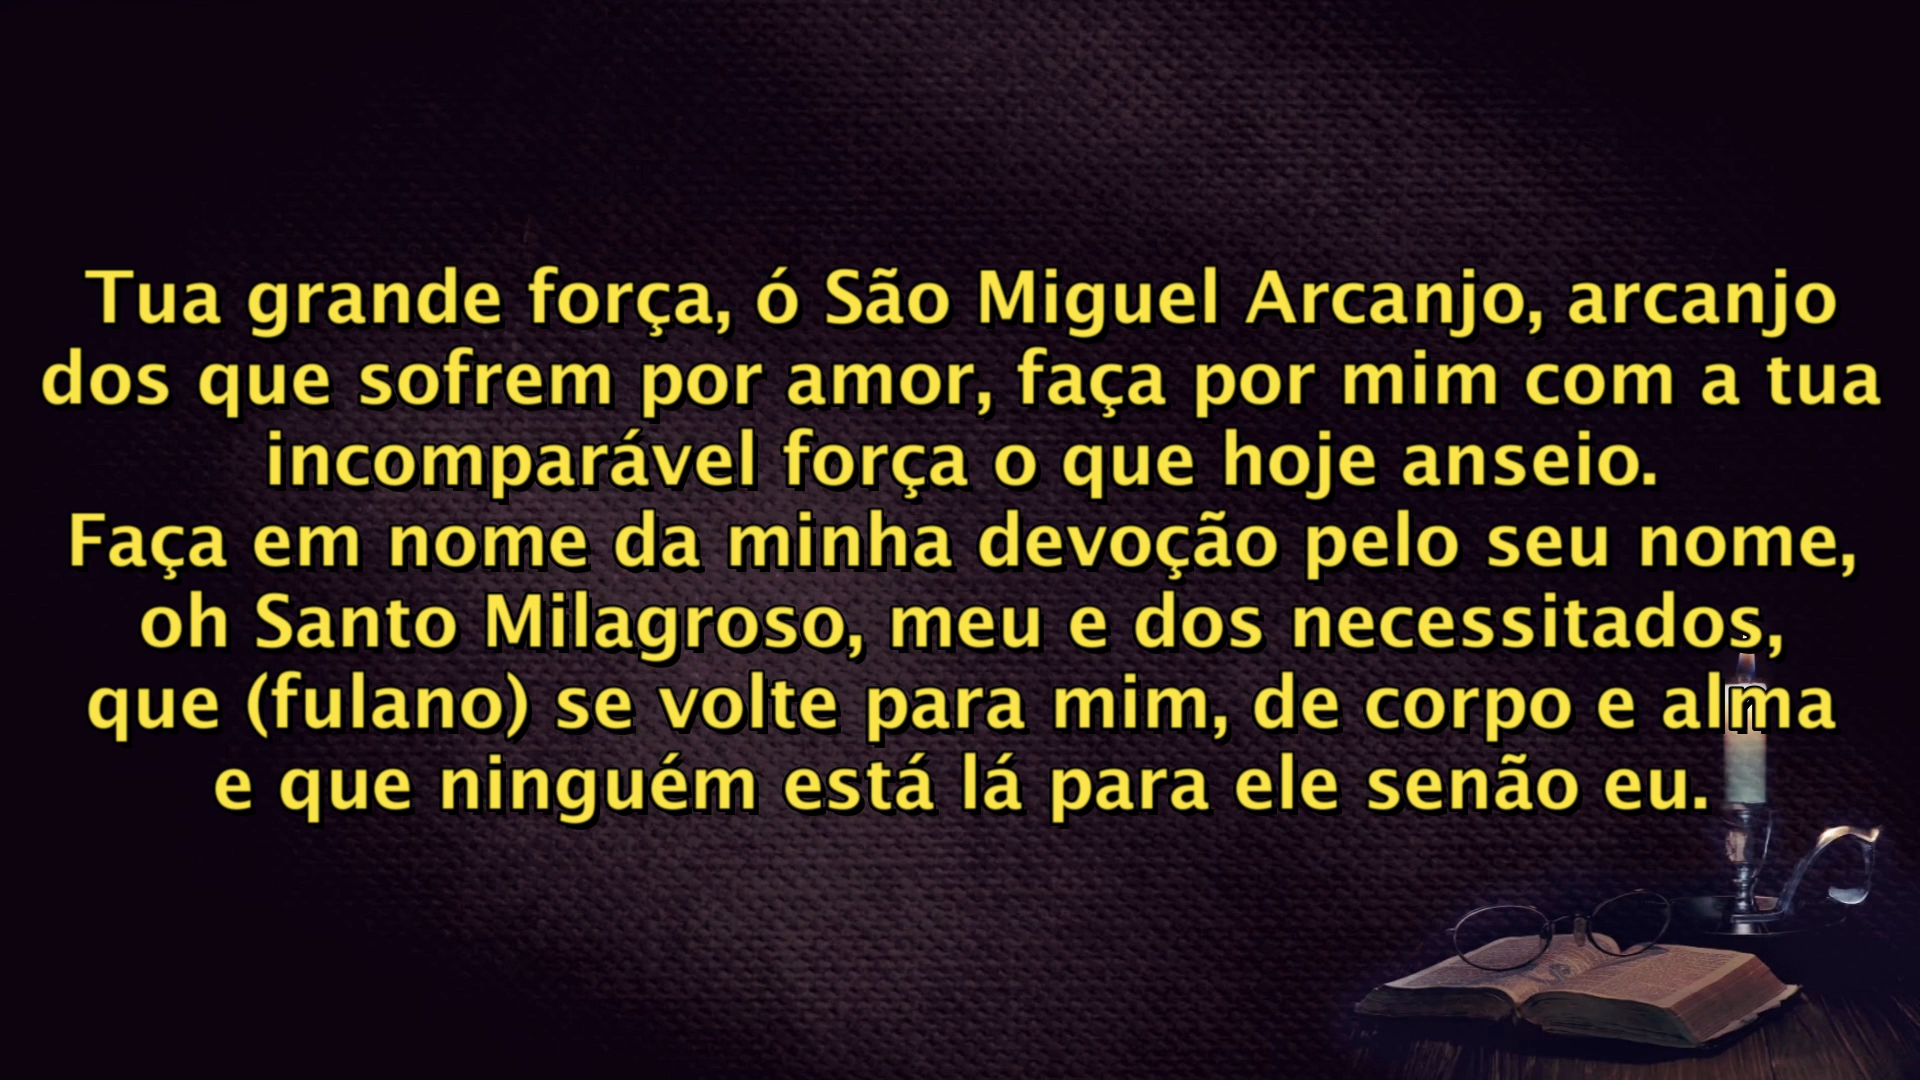 Tua grande força, ó São Miguel Arcanjo, arcanjo
dos que sofrem por amor, faça por mim com a tua
incomparável força o que hoje anseio.
Faça em nome da minha devoção pelo seu nome,
oh Santo Milagroso, meu e dos necessitados,
que (fulano) se volte para mim, de corpo e alma
e que ninguém está lá para ele senão eu.